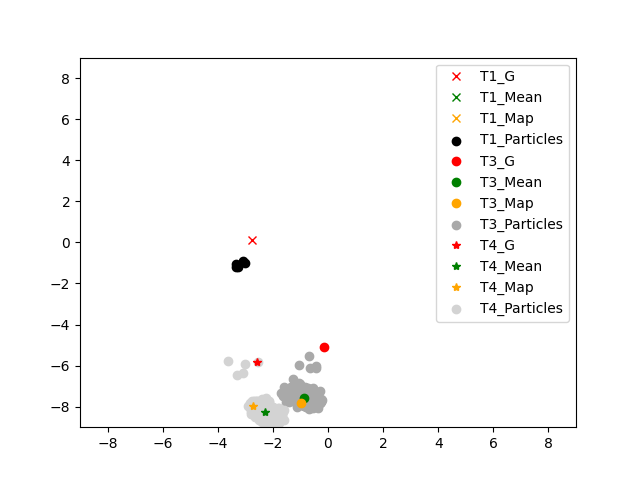 8
6
4
2
0
−2
−4
−6
−8
−8
−6
−4
−2
0
2
4
6
8
T1_G
T1_Mean
T1_Map
T1_Particles
T3_G
T3_Mean
T3_Map
T3_Particles
T4_G
T4_Mean
T4_Map
T4_Particles